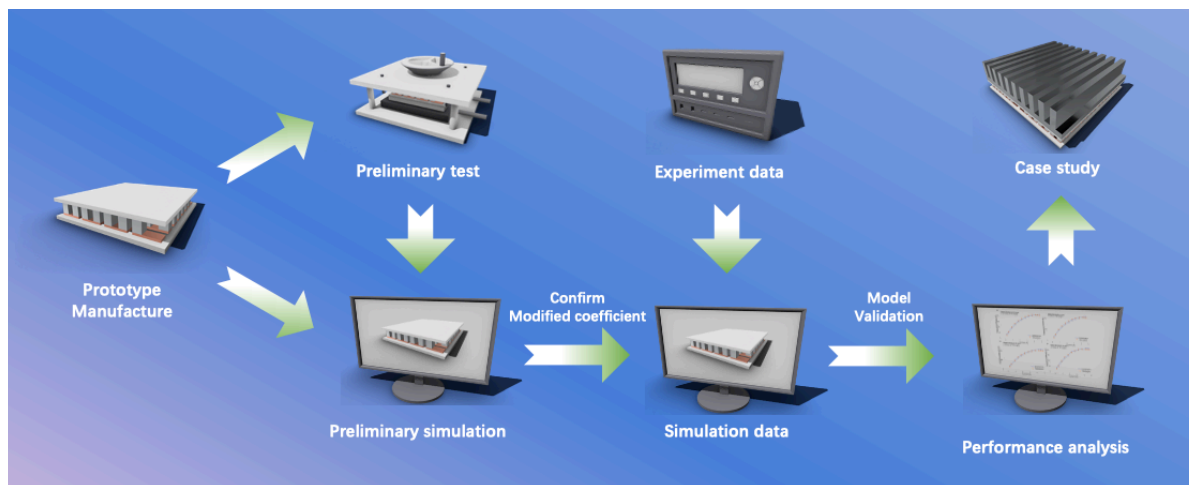 Preliminary test
Experiment data
Case study
Prototype
Manufacture
Confirm
Modified coefficient
Model
Validation
Preliminary simulation
Simulation data
Performance analysis